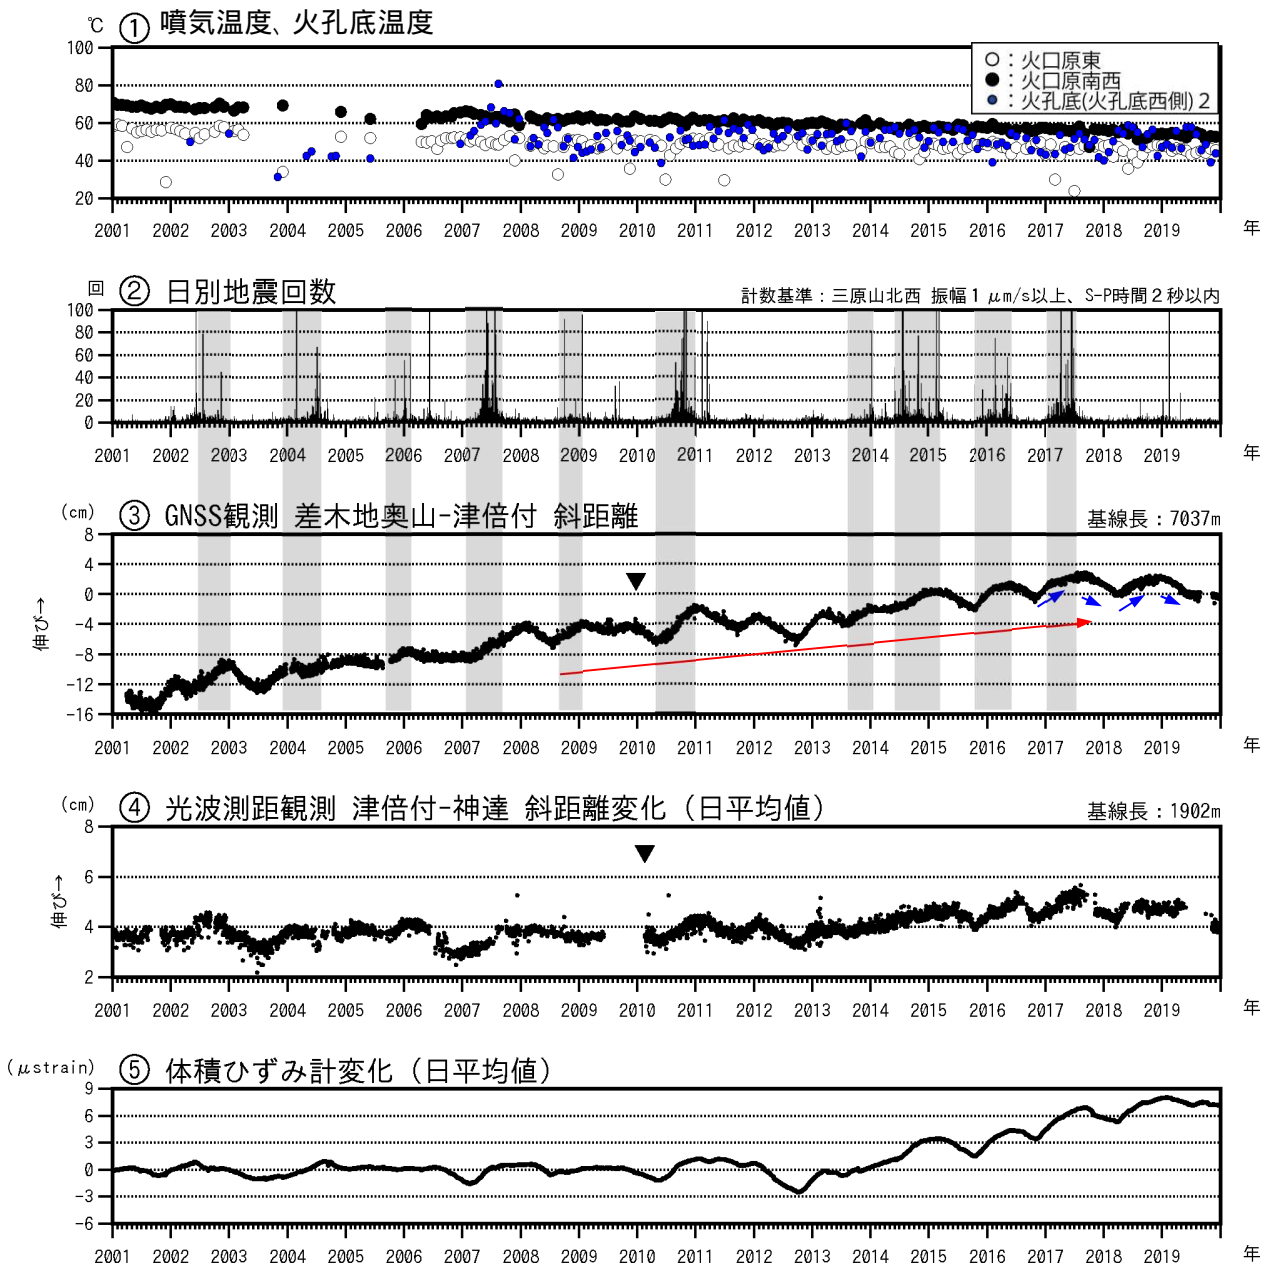 ℃ ① 噴気温度、火孔底温度
○：火口原東
●：火口原南西
●：火孔底(火孔底西側)２
100
80
60
40
20
2001 2002 2003 2004 2005 2006 2007 2008 2009 2010 2011 2012 2013 2014 2015 2016 2017 2018 2019 年
回 ② 日別地震回数
計数基準：三原山北西 振幅１μm/s以上、S-P時間２秒以内
100
80
60
40
20
0
2001 2002 2003 2004 2005 2006 2007 2008 2009 2010 2011 2012 2013 2014 2015 2016 2017 2018 2019 年
(cm) ③ GNSS観測 差木地奥山-津倍付 斜距離
基線長：7037m
伸び→
8
4
0
-4
-8
-12
-16
2001 2002 2003 2004 2005 2006 2007 2008 2009 2010 2011 2012 2013 2014 2015 2016 2017 2018 2019 年
(cm) ④ 光波測距観測 津倍付-神達 斜距離変化（日平均値）
基線長：1902m
伸び→
8
6
4
2
2001 2002 2003 2004 2005 2006 2007 2008 2009 2010 2011 2012 2013 2014 2015 2016 2017 2018 2019 年
(μstrain) ⑤ 体積ひずみ計変化（日平均値）
9
6
3
0
-3
-6
2001 2002 2003 2004 2005 2006 2007 2008 2009 2010 2011 2012 2013 2014 2015 2016 2017 2018 2019 年